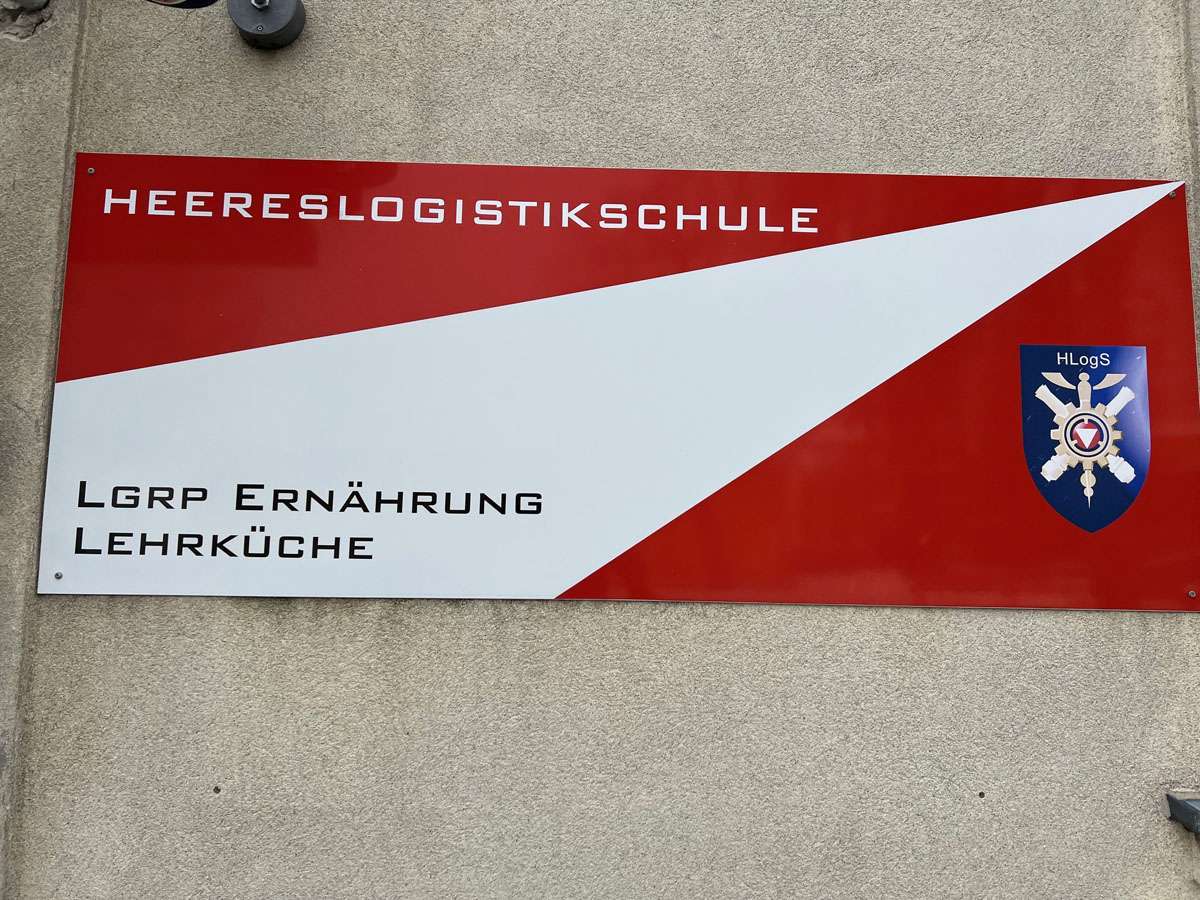 HEERESLOGISTIKSCHULE
HLogS
LGRP ERNÄHRUNG
LEHRKÜCHE